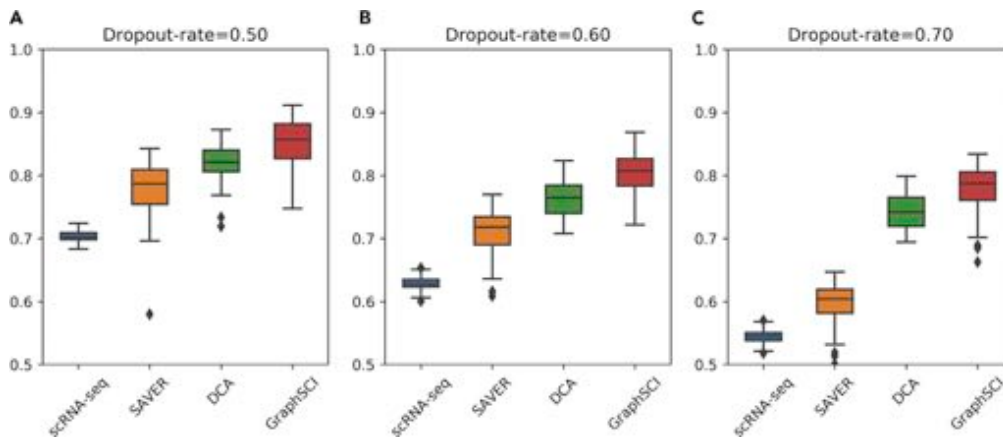 A
Dropout-rate=0.50
1.0
0.9
0.8
0.7
0.6
0.5
scRNA-seq
SAVER
DCA
GraphSCI
B
Dropout-rate=0.60
1.0
0.9
0.8
0.7
0.6
0.5
scRNA-seq
SAVER
DCA
GraphSCI
C
Dropout-rate=0.70
1.0
0.9
0.8
0.7
0.6
0.5
scRNA-seq
SAVER
DCA
GraphSCI